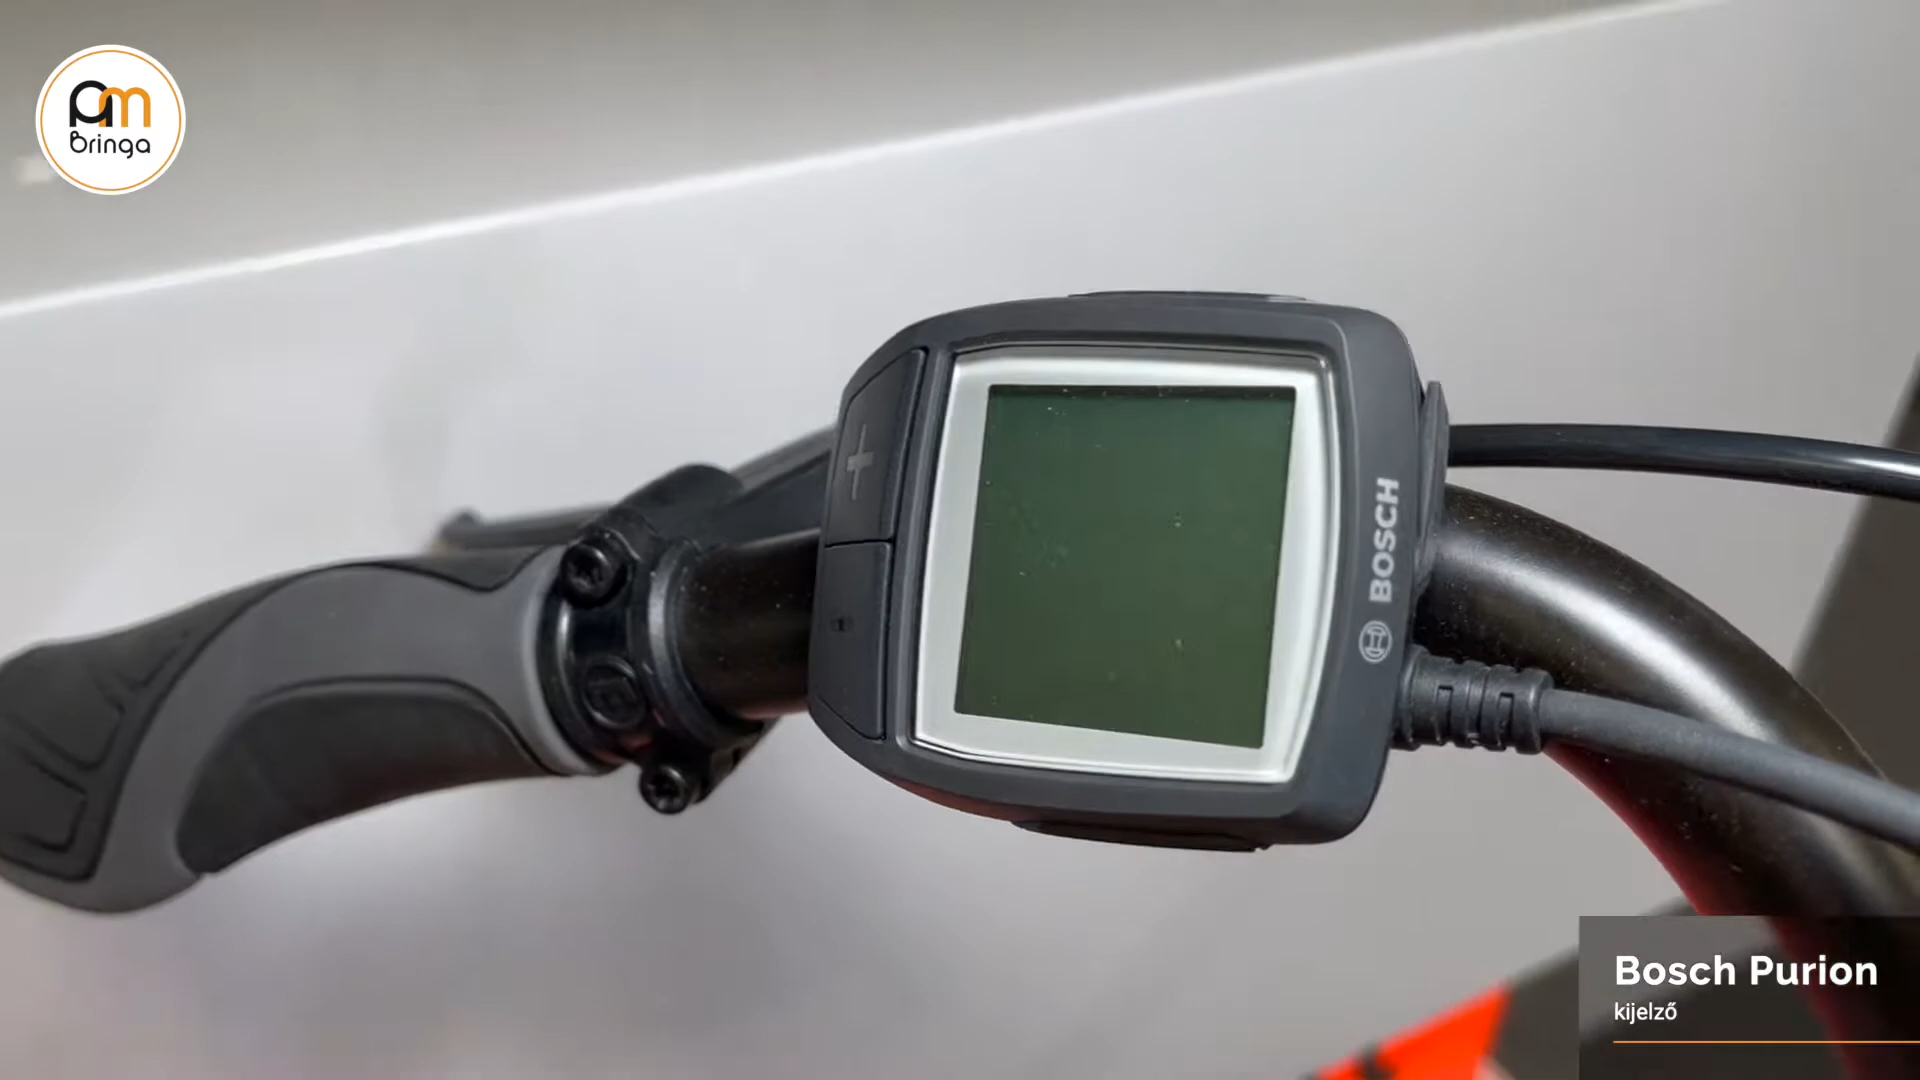 am
Bringa
+
-
BOSCH
Bosch Purion
kijelző